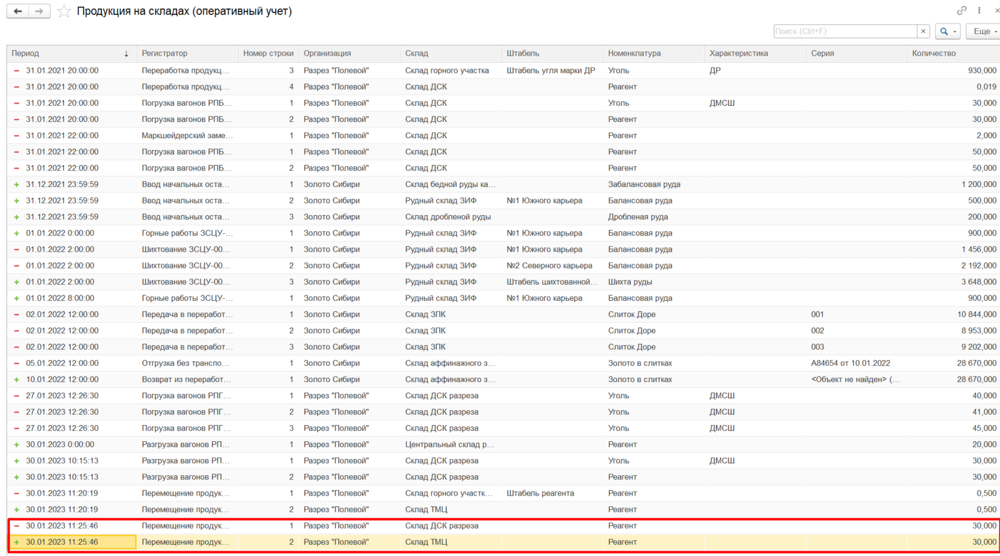 Продукция на складах (оперативный учет)
Поиск (Ctrl+F) × Еще
Период ↓ Регистратор Номер строки Организация Склад Штабель Номенклатура Характеристика Серия Количество
− 31.01.2021 20:00:00 Переработка продукц... 3 Разрез "Полевой" Склад горного участка Штабель угля марки ДР Уголь ДР 930,000
− 31.01.2021 20:00:00 Переработка продукц... 4 Разрез "Полевой" Склад ДСК Реагент 0,019
− 31.01.2021 20:00:00 Погрузка вагонов РПБ... 1 Разрез "Полевой" Склад ДСК Уголь ДМСШ 30,000
− 31.01.2021 20:00:00 Погрузка вагонов РПБ... 2 Разрез "Полевой" Склад ДСК Реагент 30,000
− 31.01.2021 22:00:00 Маркшейдерский заме... 1 Разрез "Полевой" Склад ДСК Реагент 2,000
− 31.01.2021 22:00:00 Погрузка вагонов РПБ... 1 Разрез "Полевой" Склад ДСК Реагент 50,000
− 31.01.2021 22:00:00 Погрузка вагонов РПБ... 2 Разрез "Полевой" Склад ДСК Реагент 50,000
+ 31.12.2021 23:59:59 Ввод начальных оста... 1 Золото Сибири Склад бедной руды ка... Забалансовая руда 1 200,000
+ 31.12.2021 23:59:59 Ввод начальных оста... 2 Золото Сибири Рудный склад ЗИФ №1 Южного карьера Балансовая руда 500,000
+ 31.12.2021 23:59:59 Ввод начальных оста... 3 Золото Сибири Склад дробленой руды Дробленая руда 200,000
+ 01.01.2022 0:00:00 Горные работы ЗСЦУ-... 1 Золото Сибири Рудный склад ЗИФ №1 Южного карьера Балансовая руда 900,000
− 01.01.2022 2:00:00 Шихтование ЗСЦУ-00... 1 Золото Сибири Рудный склад ЗИФ №1 Южного карьера Балансовая руда 1 456,000
− 01.01.2022 2:00:00 Шихтование ЗСЦУ-00... 2 Золото Сибири Рудный склад ЗИФ №2 Северного карьера Балансовая руда 2 192,000
+ 01.01.2022 2:00:00 Шихтование ЗСЦУ-00... 3 Золото Сибири Рудный склад ЗИФ Штабель шихтованной... Шихта руды 3 648,000
+ 01.01.2022 8:00:00 Горные работы ЗСЦУ-... 1 Золото Сибири Рудный склад ЗИФ №1 Южного карьера Балансовая руда 900,000
− 02.01.2022 12:00:00 Передача в переработ... 1 Золото Сибири Склад ЗПК Слиток Доре 001 10 844,000
− 02.01.2022 12:00:00 Передача в переработ... 2 Золото Сибири Склад ЗПК Слиток Доре 002 8 953,000
− 02.01.2022 12:00:00 Передача в переработ... 3 Золото Сибири Склад ЗПК Слиток Доре 003 9 202,000
− 05.01.2022 12:00:00 Отгрузка без транспо... 1 Золото Сибири Склад аффинажного з... Золото в слитках А84654 от 10.01.2022 28 670,000
+ 10.01.2022 12:00:00 Возврат из переработ... 1 Золото Сибири Склад аффинажного з... Золото в слитках <Объект не найден> (... 28 670,000
− 27.01.2023 12:26:30 Погрузка вагонов РПГ... 1 Разрез "Полевой" Склад ДСК разреза Уголь ДМСШ 40,000
− 27.01.2023 12:26:30 Погрузка вагонов РПГ... 2 Разрез "Полевой" Склад ДСК разреза Уголь ДМСШ 41,000
− 27.01.2023 12:26:30 Погрузка вагонов РПГ... 3 Разрез "Полевой" Склад ДСК разреза Уголь ДМСШ 45,000
+ 30.01.2023 0:00:00 Разгрузка вагонов РП... 1 Разрез "Полевой" Центральный склад р... Реагент 20,000
+ 30.01.2023 10:15:13 Разгрузка вагонов РП... 1 Разрез "Полевой" Склад ДСК разреза Уголь ДМСШ 30,000
+ 30.01.2023 10:15:13 Разгрузка вагонов РП... 2 Разрез "Полевой" Склад ДСК разреза Реагент 30,000
− 30.01.2023 11:20:19 Перемещение продук... 1 Разрез "Полевой" Склад горного участк... Штабель реагента Реагент 0,500
+ 30.01.2023 11:20:19 Перемещение продук... 2 Разрез "Полевой" Склад ТМЦ Реагент 0,500
− 30.01.2023 11:25:46 Перемещение продук... 1 Разрез "Полевой" Склад ДСК разреза Реагент 30,000
+ 30.01.2023 11:25:46 Перемещение продук... 2 Разрез "Полевой" Склад ТМЦ Реагент 30,000